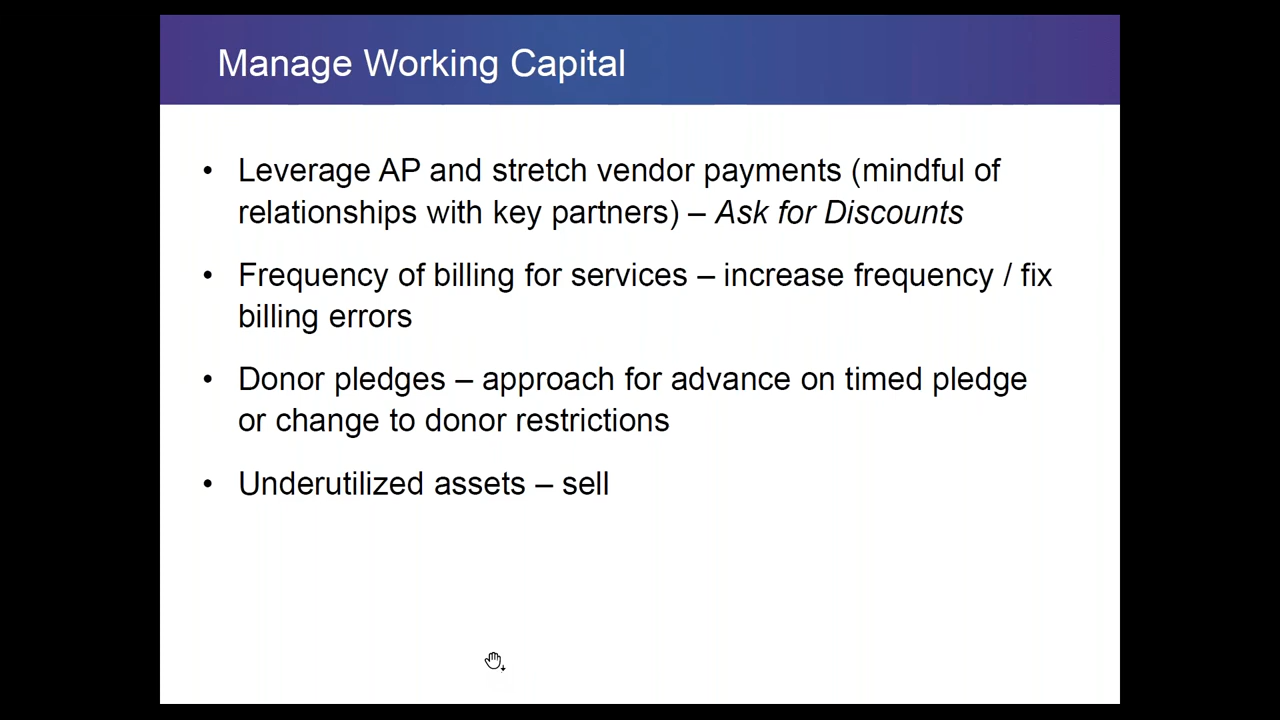 Manage Working Capital
• Leverage AP and stretch vendor payments (mindful of
relationships with key partners) – Ask for Discounts
• Frequency of billing for services – increase frequency / fix
billing errors
• Donor pledges – approach for advance on timed pledge
or change to donor restrictions
• Underutilized assets – sell